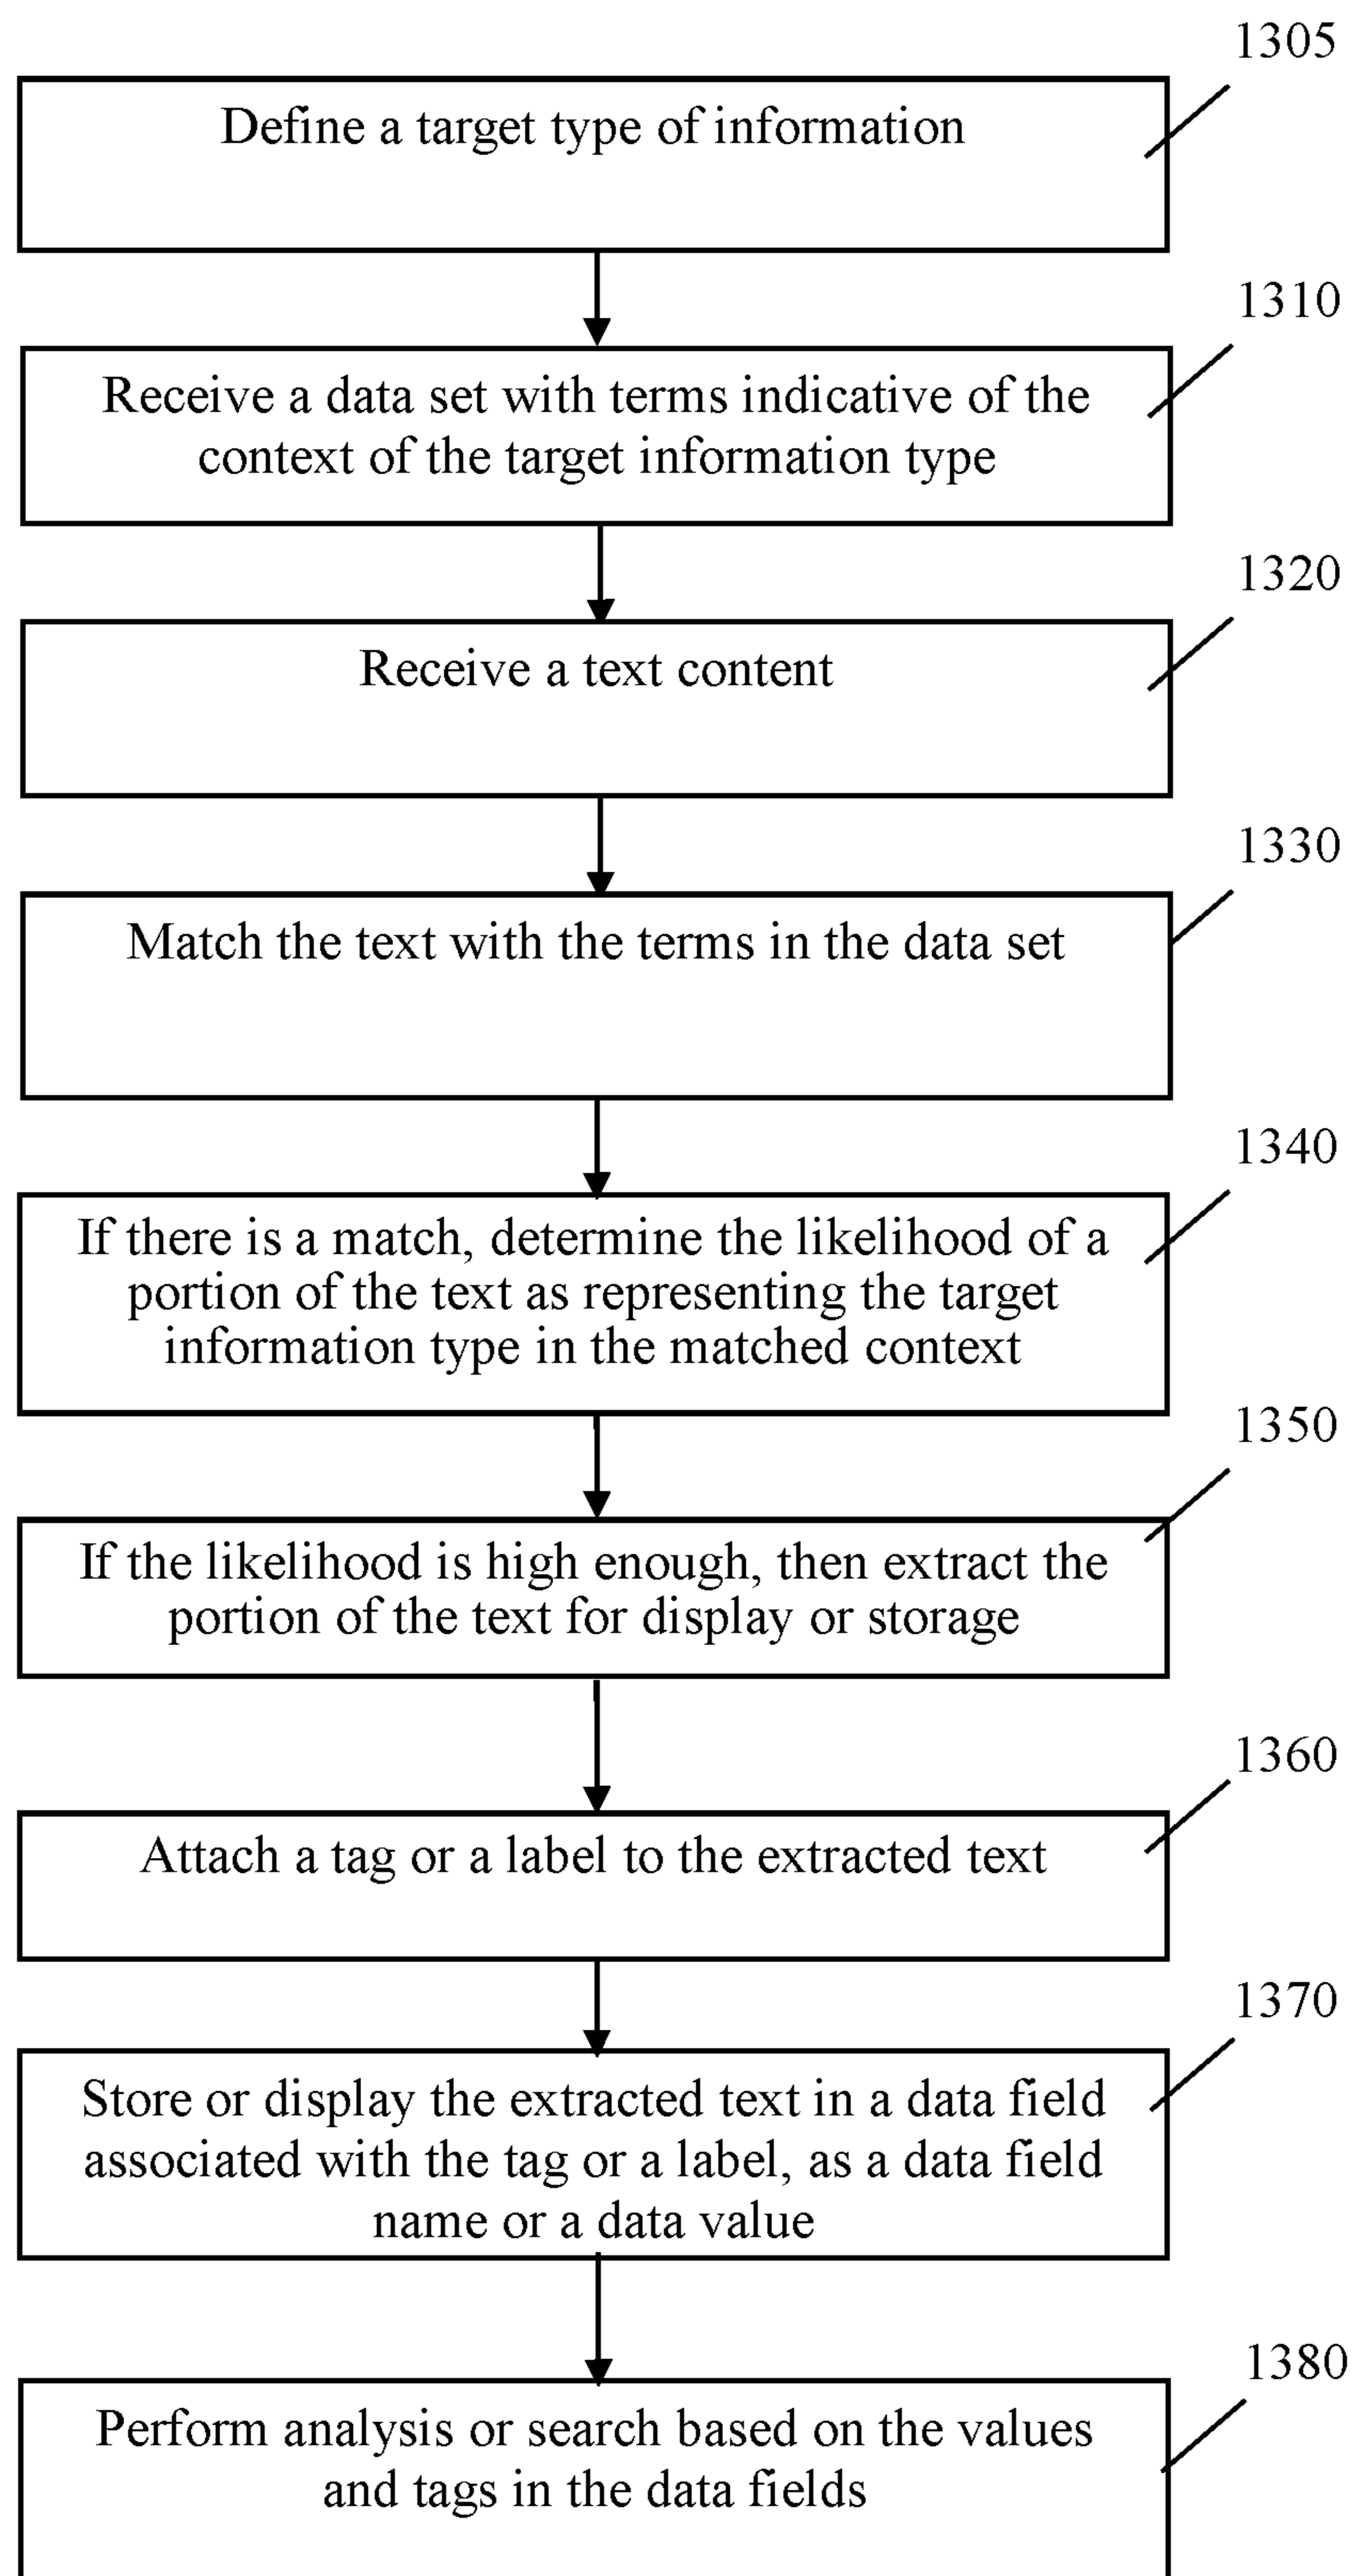 1305
Define a target type of information
1310
Receive a data set with terms indicative of the
context of the target information type
1320
Receive a text content
1330
Match the text with the terms in the data set
1340
If there is a match, determine the likelihood of a
portion of the text as representing the target
information type in the matched context
1350
If the likelihood is high enough, then extract the
portion of the text for display or storage
1360
Attach a tag or a label to the extracted text
1370
Store or display the extracted text in a data field
associated with the tag or a label, as a data field
name or a data value
1380
Perform analysis or search based on the values
and tags in the data fields